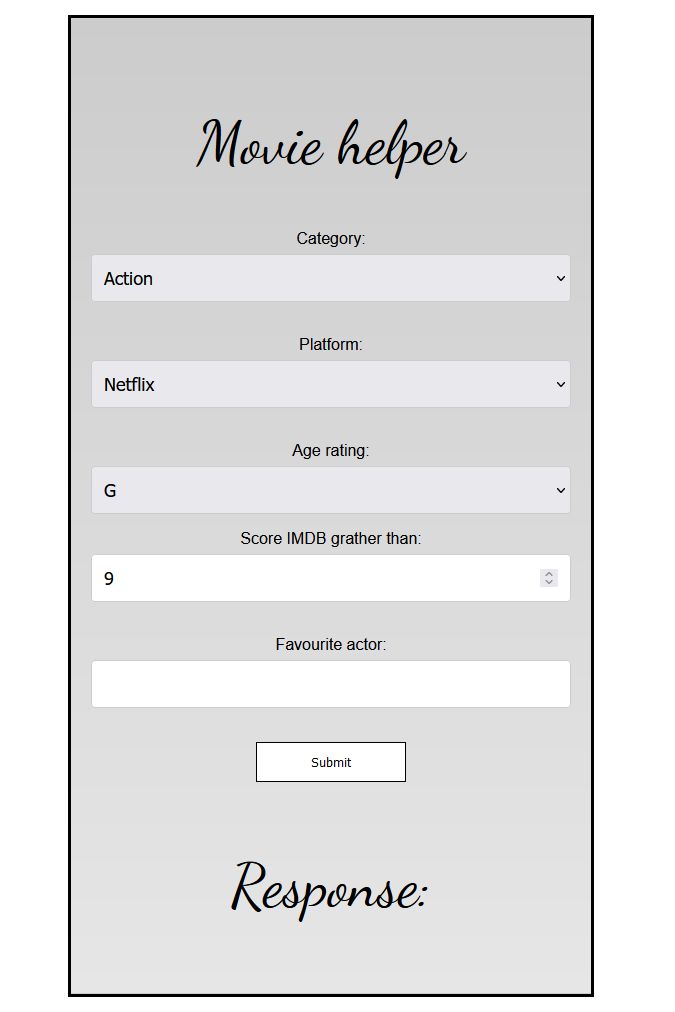 Movie helper
Category:
Action
Platform:
Netflix
Age rating:
G
Score IMDB grather than:
9
Favourite actor:
Submit
Response: